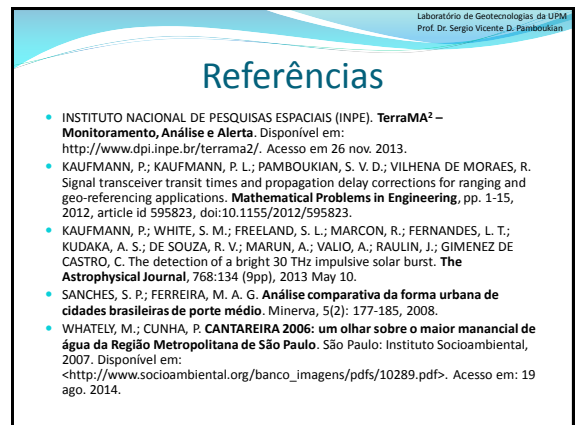 Laboratório de Geotecnologias da UPM
Prof. Dr. Sergio Vicente D. Pamboukian
Referências
• INSTITUTO NACIONAL DE PESQUISAS ESPACIAIS (INPE). TerraMA² –
Monitoramento, Análise e Alerta. Disponível em:
http://www.dpi.inpe.br/terrama2/. Acesso em 26 nov. 2013.
• KAUFMANN, P.; KAUFMANN, P. L.; PAMBOUKIAN, S. V. D.; VILHENA DE MORAES, R.
Signal transceiver transit times and propagation delay corrections for ranging and
geo-referencing applications. Mathematical Problems in Engineering, pp. 1-15,
2012, article id 595823, doi:10.1155/2012/595823.
• KAUFMANN, P.; WHITE, S. M.; FREELAND, S. L.; MARCON, R.; FERNANDES, L. T.;
KUDAKA, A. S.; DE SOUZA, R. V.; MARUN, A.; VALIO, A.; RAULIN, J.; GIMENEZ DE
CASTRO, C. The detection of a bright 30 THz impulsive solar burst. The
Astrophysical Journal, 768:134 (9pp), 2013 May 10.
• SANCHES, S. P.; FERREIRA, M. A. G. Análise comparativa da forma urbana de
cidades brasileiras de porte médio. Minerva, 5(2): 177-185, 2008.
• WHATELY, M.; CUNHA, P. CANTAREIRA 2006: um olhar sobre o maior manancial de
água da Região Metropolitana de São Paulo. São Paulo: Instituto Socioambiental,
2007. Disponível em:
<http://www.socioambiental.org/banco_imagens/pdfs/10289.pdf>. Acesso em: 19
ago. 2014.